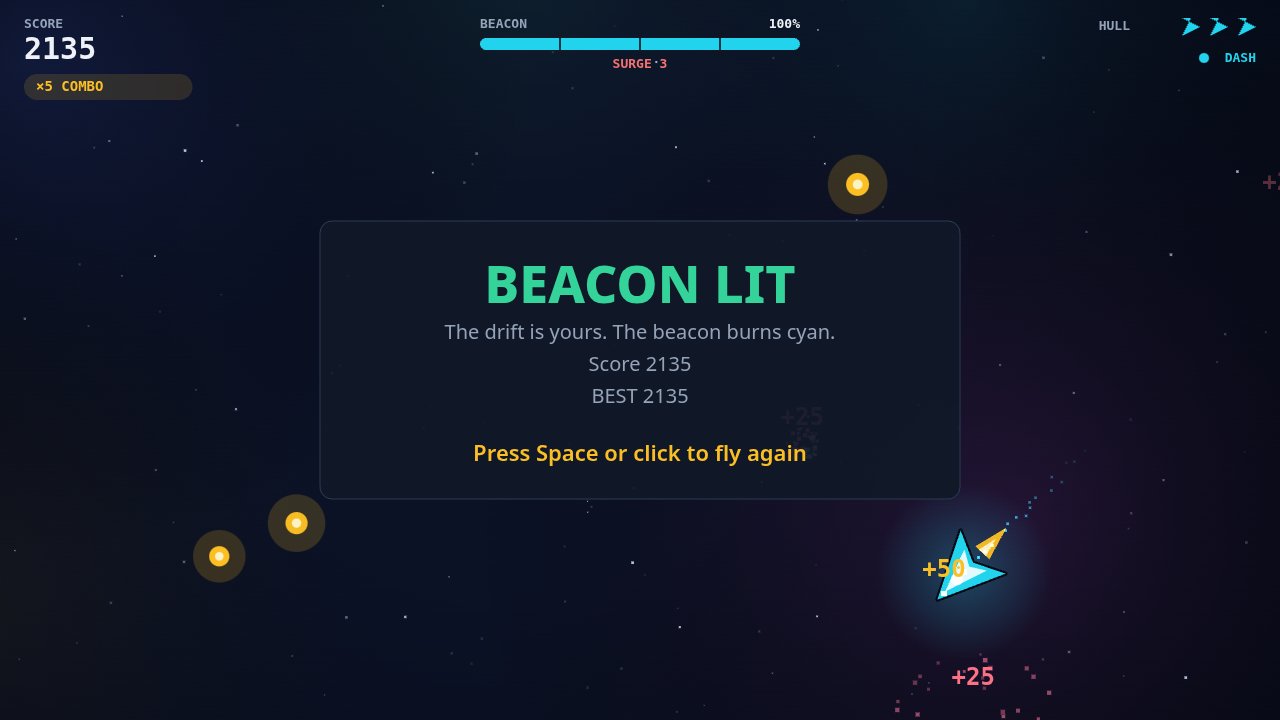 SCORE
2135
×5 COMBO
BEACON 100%
SURGE 3
HULL
DASH
BEACON LIT
The drift is yours. The beacon burns cyan.
Score 2135
BEST 2135
+25
Press Space or click to fly again
+50
+25